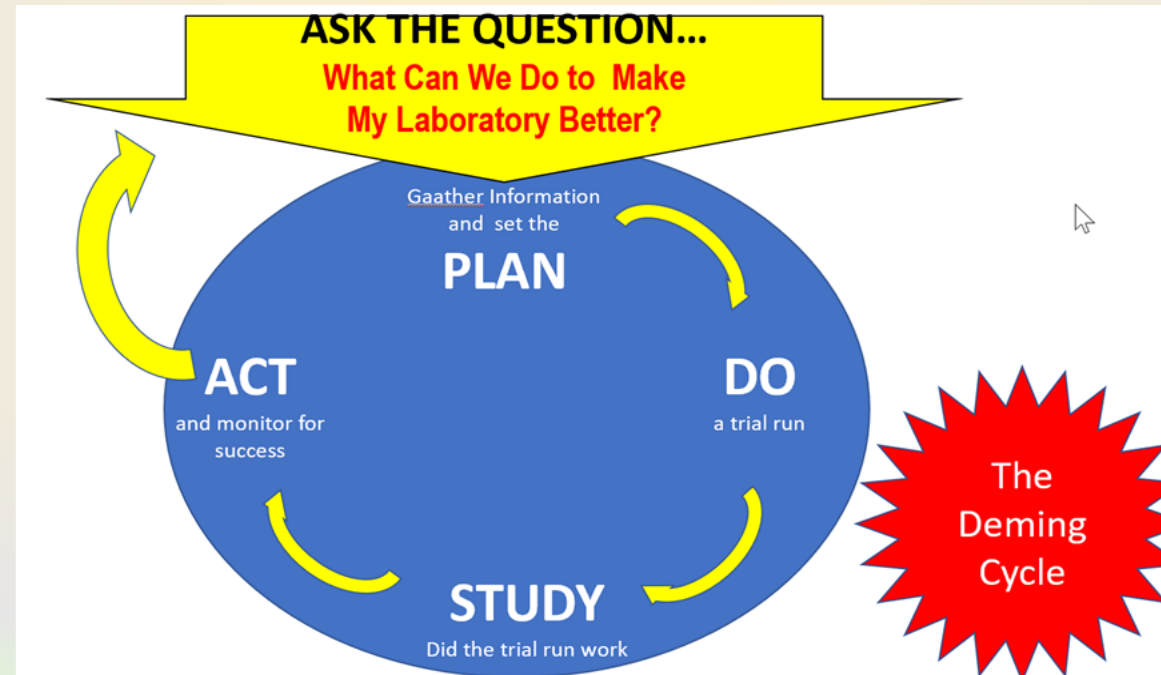 ASK THE QUESTION...
What Can We Do to  Make
My Laboratory Better?
Gaather Information
and  set the
PLAN
DO
a trial run
STUDY
Did the trial run work
ACT
and monitor for
success
The
Deming
Cycle